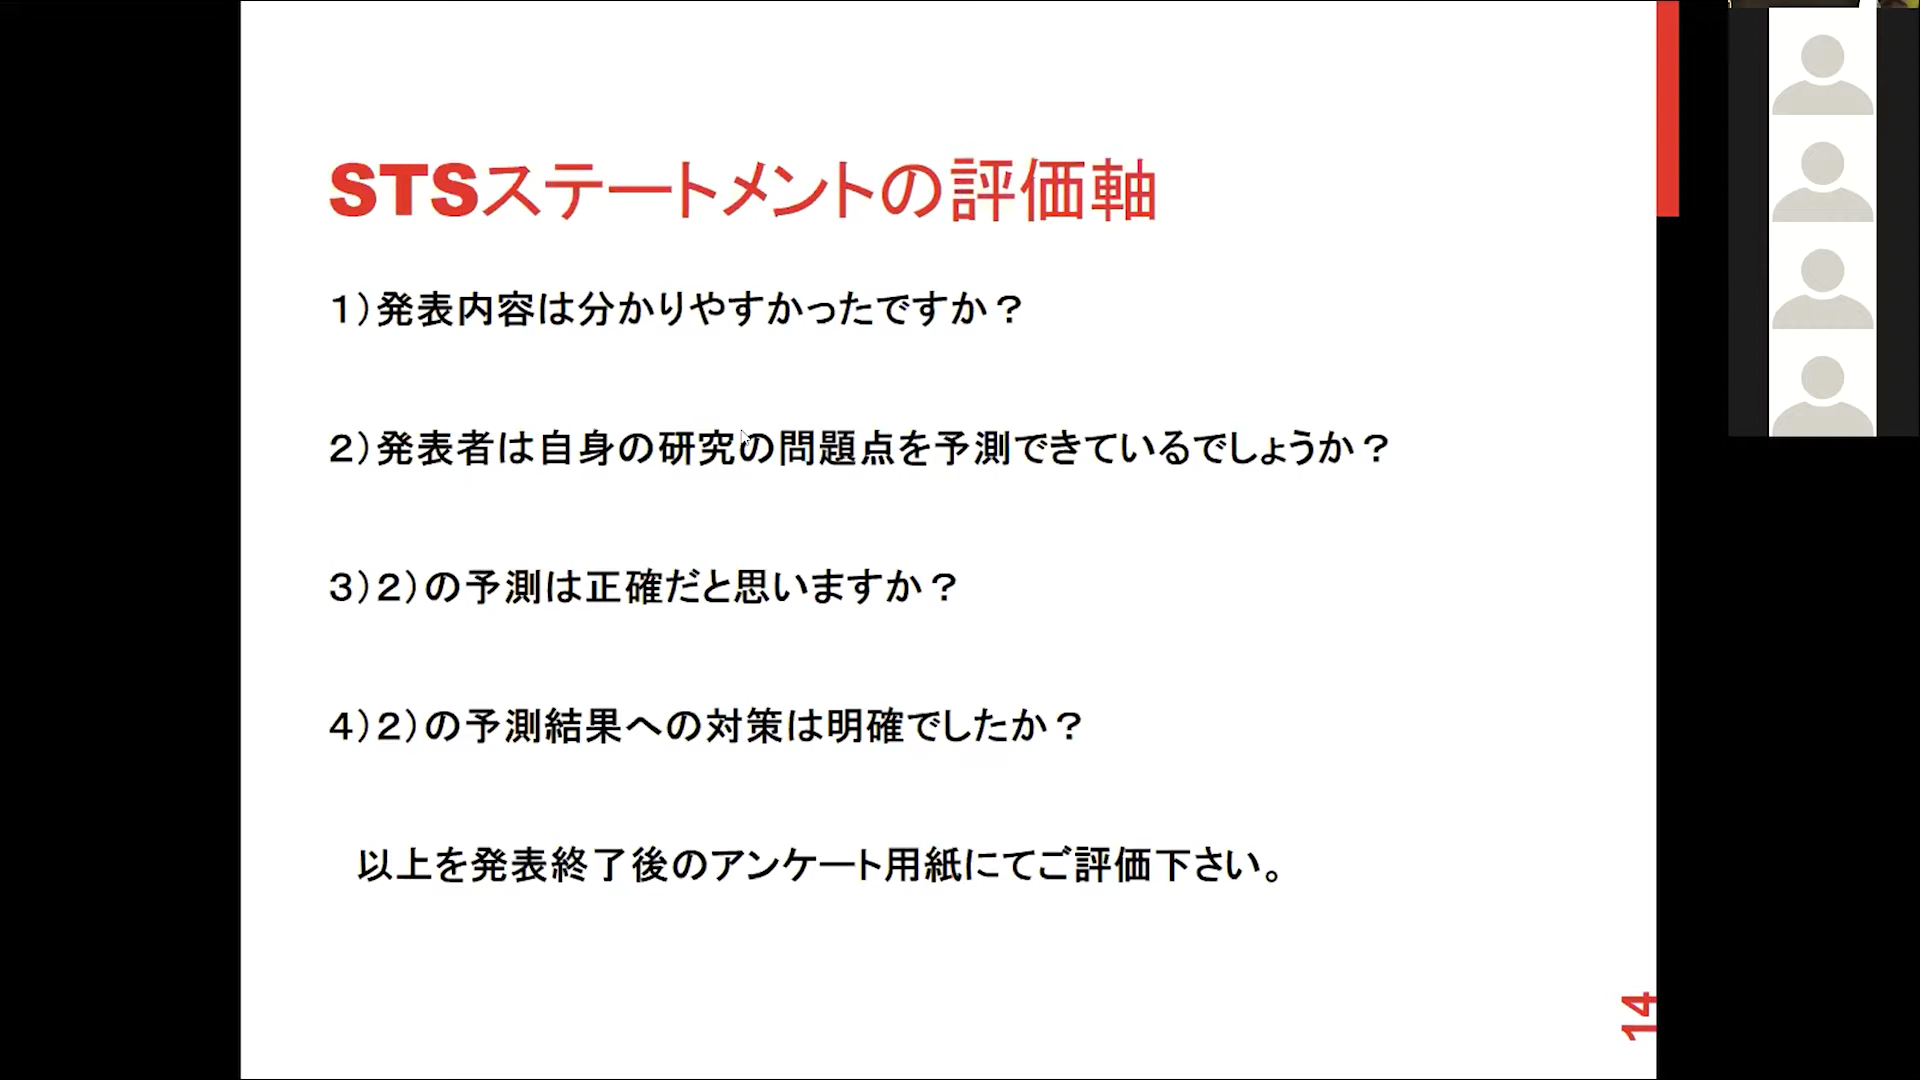 STSステートメントの評価軸
１）発表内容は分かりやすかったですか？
２）発表者は自身の研究の問題点を予測できているでしょうか？
３）２）の予測は正確だと思いますか？
４）２）の予測結果への対策は明確でしたか？
以上を発表終了後のアンケート用紙にてご評価下さい。
14